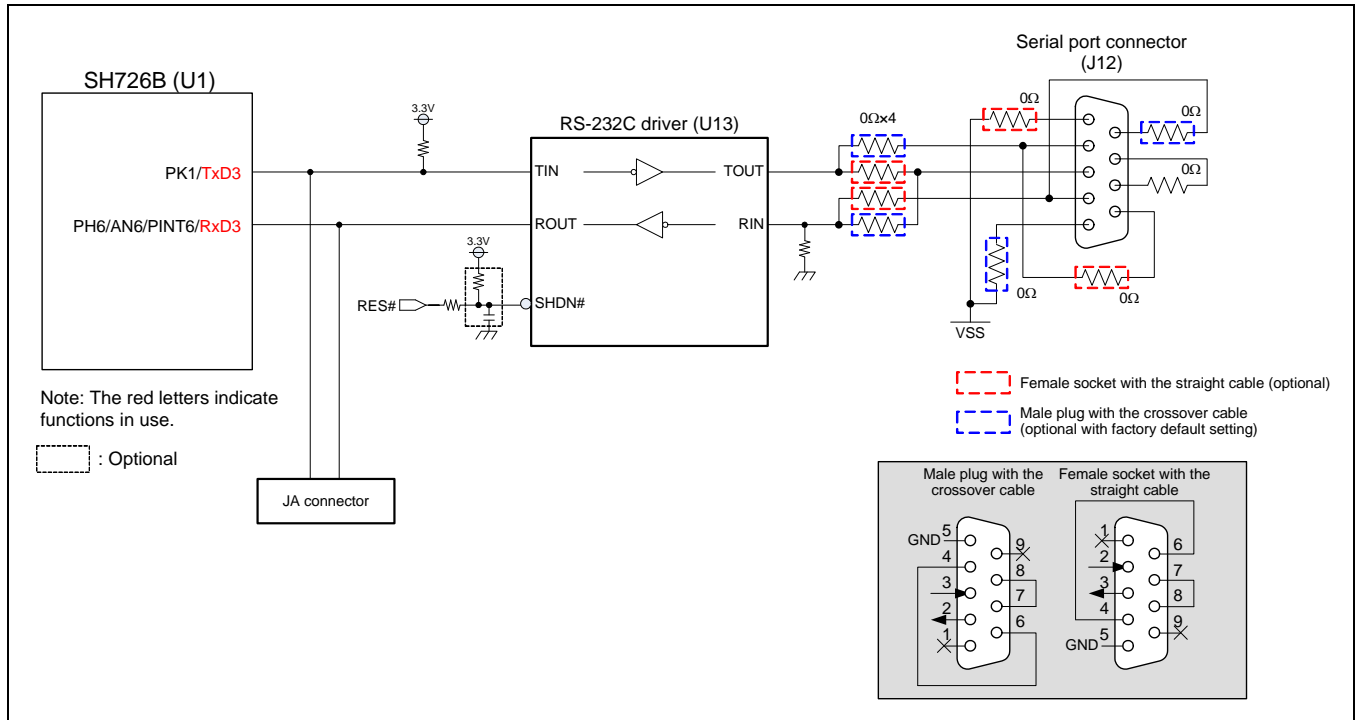 Serial port connector
(J12)
SH726B (U1)
3.3V
RS-232C driver (U13)
0Ω×4
0Ω
0Ω
PK1/TxD3
TIN
TOUT
0Ω
PH6/AN6/PINT6/RxD3
ROUT
RIN
3.3V
RES#
SHDN#
0Ω
0Ω
VSS
Note: The red letters indicate
functions in use.
: Optional
JA connector
Female socket with the straight cable (optional)
Male plug with the crossover cable
(optional with factory default setting)
Male plug with the
crossover cable
Female socket with the
straight cable
GND
5
4
3
2
1
9
8
7
6
1
2
3
4
GND
5
6
7
8
9